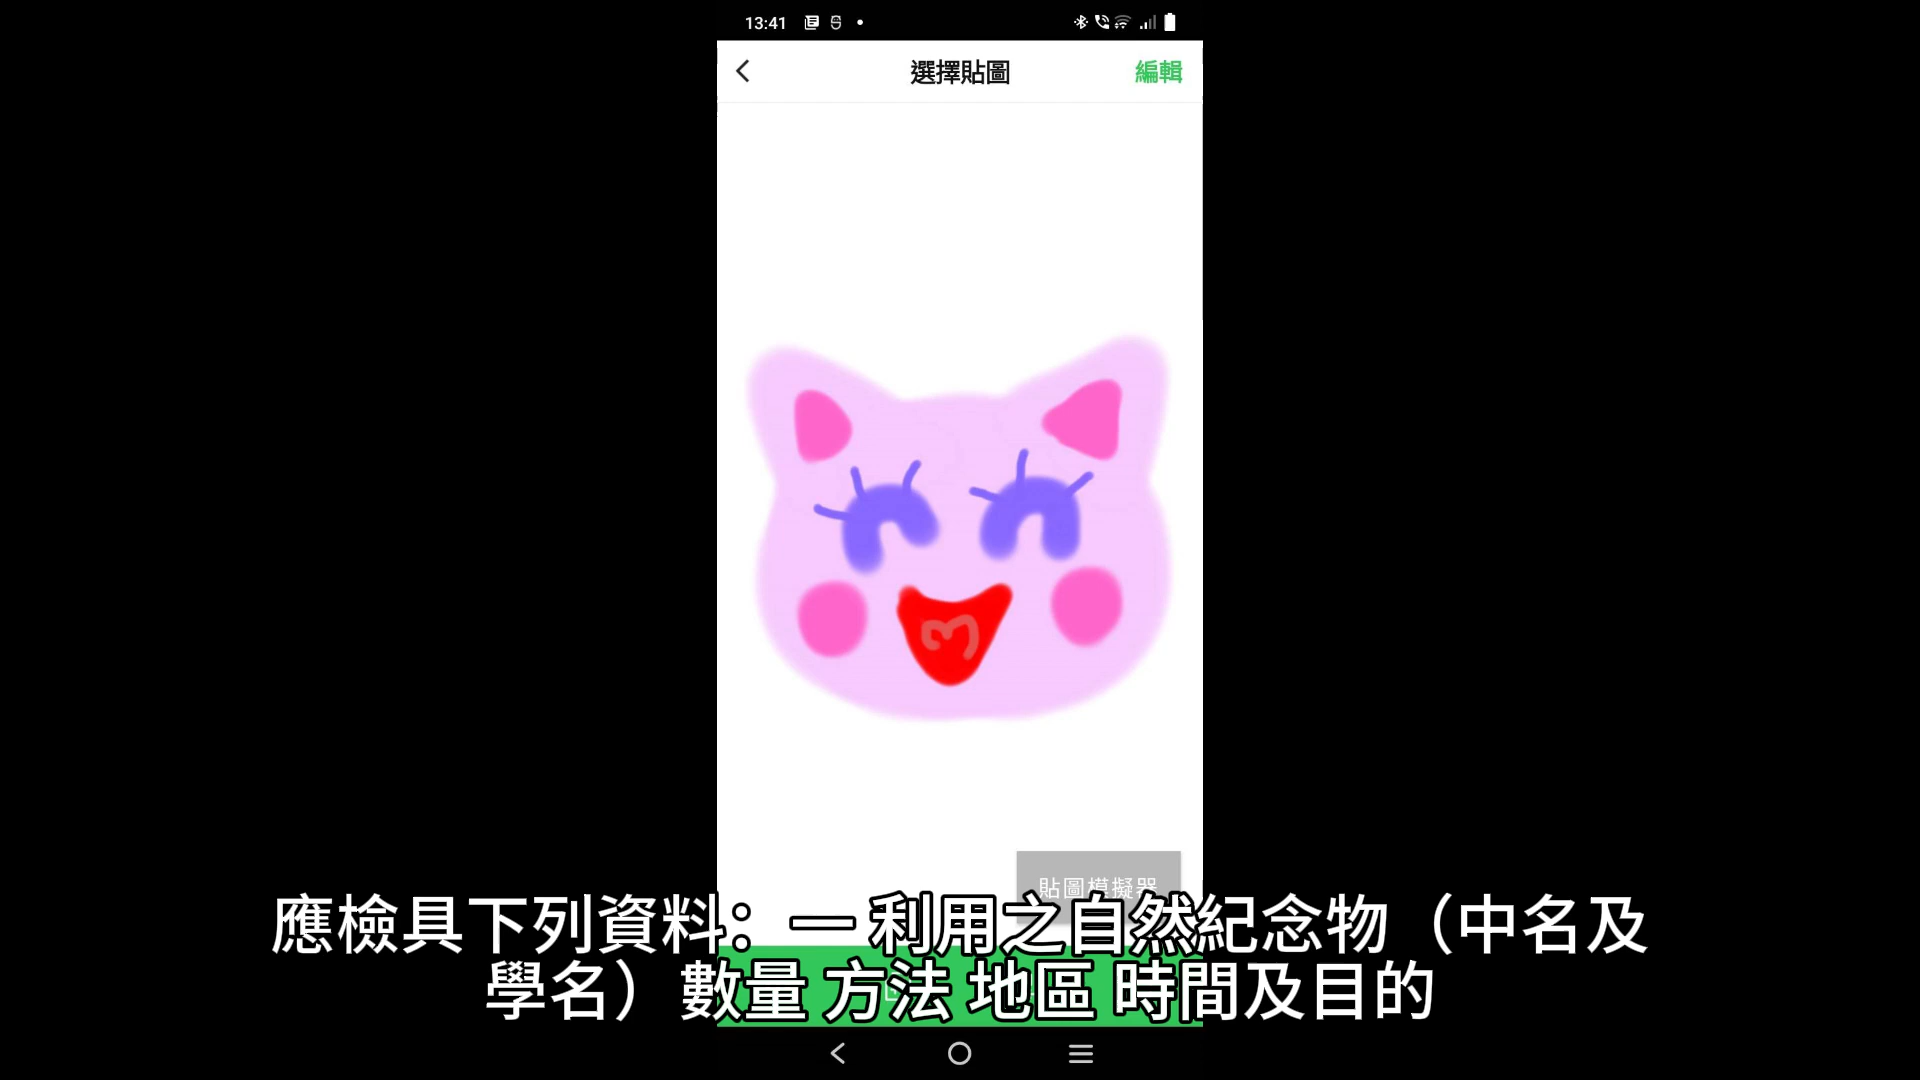 13:41
選擇貼圖
編輯
貼圖模擬器
應檢具下列資料：一 利用之自然紀念物（中名及
學名）數量 方法 地區 時間及目的